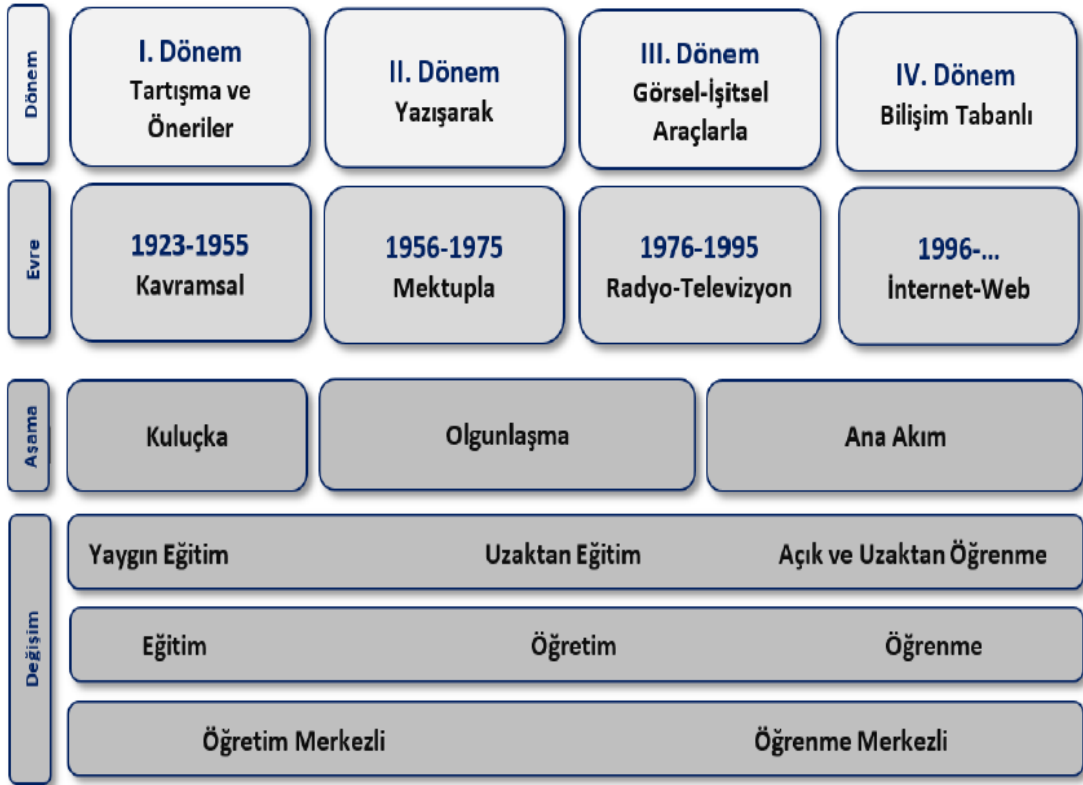 Dönem
I. Dönem
Tartışma ve
Öneriler
II. Dönem
Yazışarak
III. Dönem
Görsel-İşitsel
Araçlarla
IV. Dönem
Bilişim Tabanlı
Evre
1923-1955
Kavramsal
1956-1975
Mektupla
1976-1995
Radyo-Televizyon
1996-...
İnternet-Web
Aşama
Kuluçka
Olgunlaşma
Ana Akım
Değişim
Yaygın Eğitim Uzaktan Eğitim Açık ve Uzaktan Öğrenme
Eğitim Öğretim Öğrenme
Öğretim Merkezli Öğrenme Merkezli